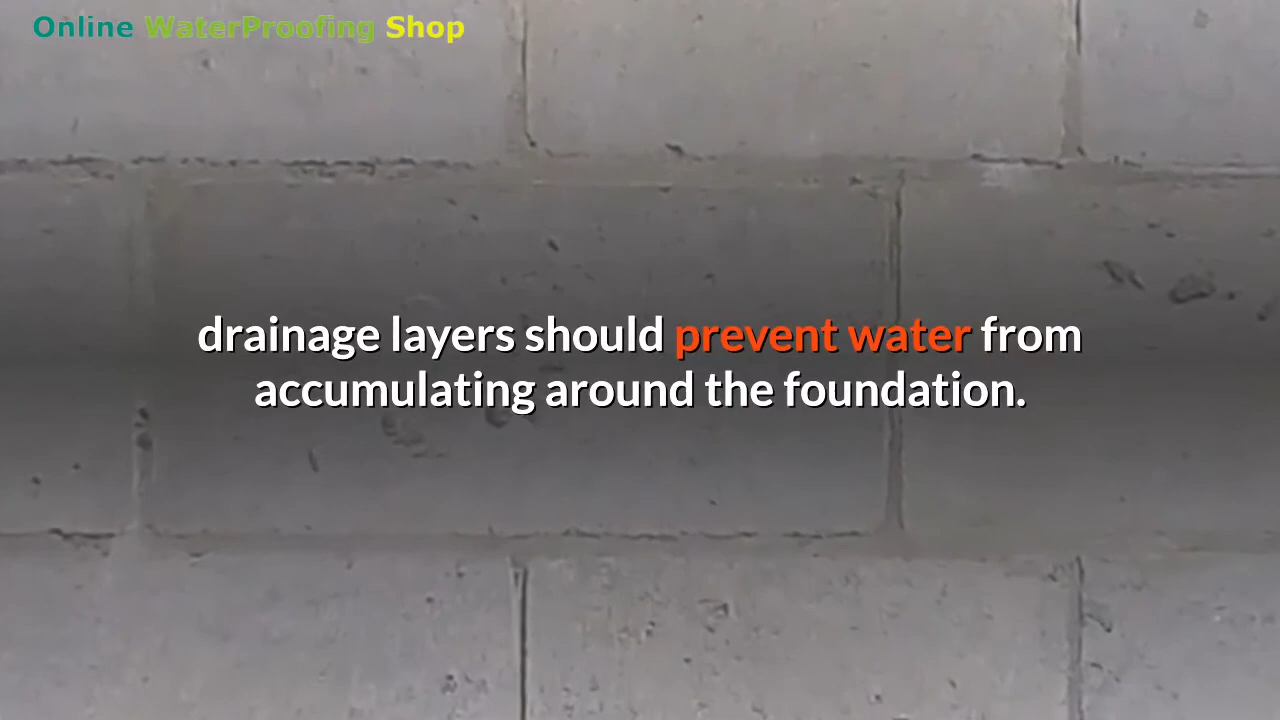 Online WaterProofing Shop
drainage layers should prevent water from
accumulating around the foundation.